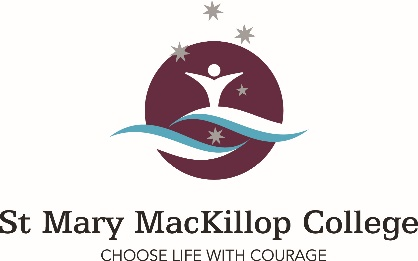 St Mary MacKillop College
CHOOSE LIFE WITH COURAGE